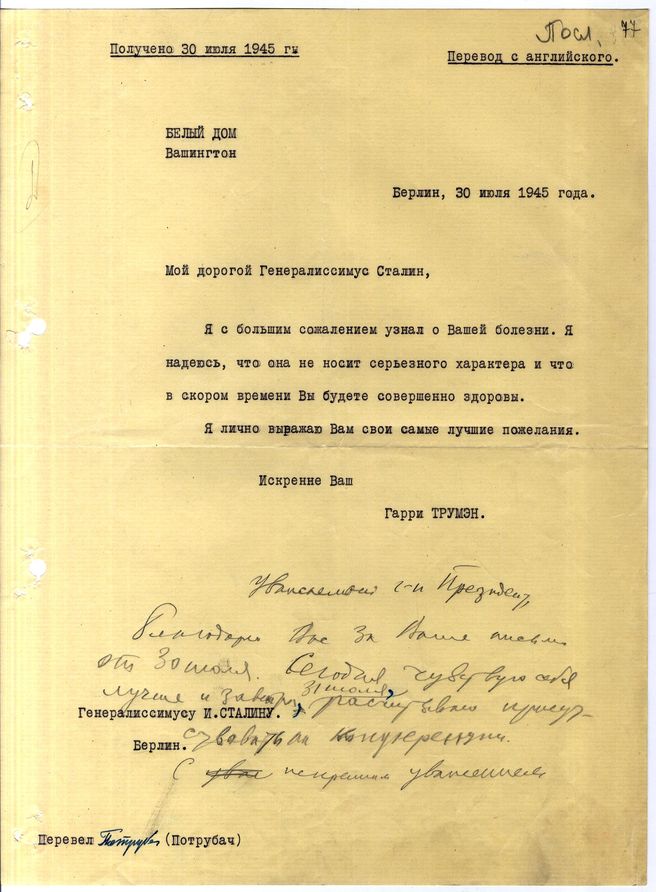 Посл. 77
Получено 30 июля 1945 гы
Перевод с английского.
БЕЛЫЙ ДОМ
Вашингтон
Берлин, 30 июля 1945 года.
Мой дорогой Генералиссимус Сталин,
Я с большим сожалением узнал о Вашей болезни. Я
надеюсь, что она не носит серьезного характера и что
в скором времени Вы будете совершенно здоровы.
Я лично выражаю Вам свои самые лучшие пожелания.
Искренне Ваш
Гарри ТРУМЭН.
Уважаемый г-н Президент,
Благодарю Вас за Ваше письмо
от 30 июля. Сегодня чувствую себя
лучше и завтра, 31 июля, рассчитываю присут-
Генералиссимусу И.СТАЛИНУ.
ствовать на конференции.
Берлин.
С искренним уважением
Перевел (Потрубач)